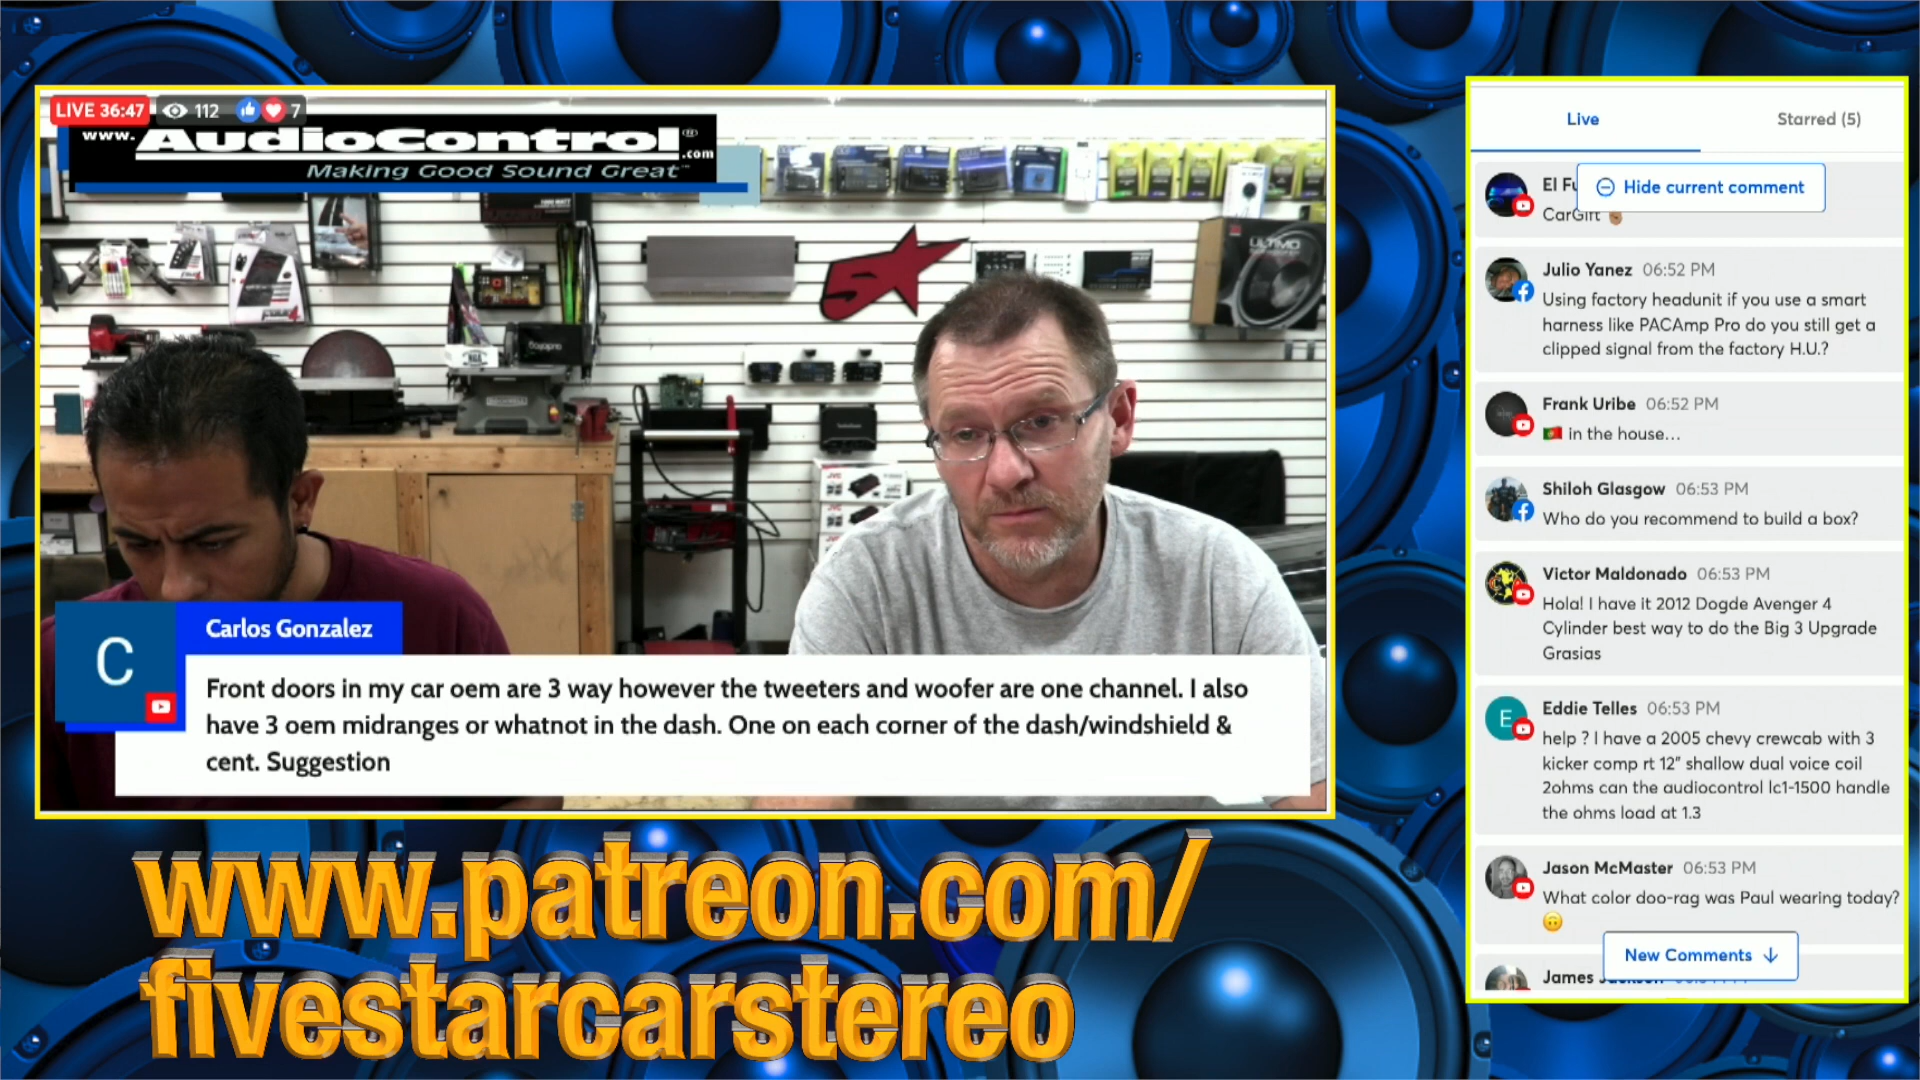 LIVE 36:47
112
7
www.AudioControl®.com
Making Good Sound Great™
ULTIMO
JVC
JVC
Carlos Gonzalez
C
Front doors in my car oem are 3 way however the tweeters and woofer are one channel. I also
have 3 oem midranges or whatnot in the dash. One on each corner of the dash/windshield &
cent. Suggestion
www.patreon.com/
fivestarcarstereo
Live
Starred (5)
Hide current comment
El
CarGift
Julio Yanez 06:52 PM
Using factory headunit if you use a smart
harness like PACAmp Pro do you still get a
clipped signal from the factory H.U.?
Frank Uribe 06:52 PM
🇵🇹 in the house...
Shiloh Glasgow 06:53 PM
Who do you recommend to build a box?
Victor Maldonado 06:53 PM
Hola! I have it 2012 Dogde Avenger 4
Cylinder best way to do the Big 3 Upgrade
Grasias
E
Eddie Telles 06:53 PM
help ? I have a 2005 chevy crewcab with 3
kicker comp rt 12" shallow dual voice coil
2ohms can the audiocontrol lc1-1500 handle
the ohms load at 1.3
Jason McMaster 06:53 PM
What color doo-rag was Paul wearing today?
🙃
New Comments ↓
James